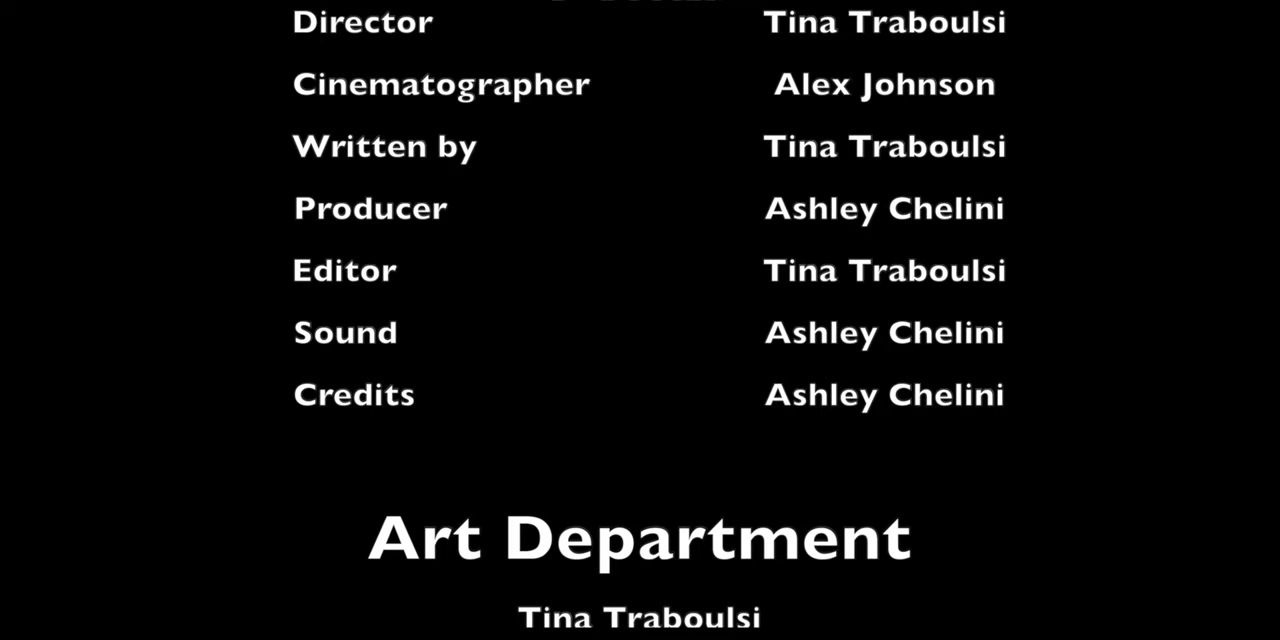 Director Tina Traboulsi
Cinematographer Alex Johnson
Written by Tina Traboulsi
Producer Ashley Chelini
Editor Tina Traboulsi
Sound Ashley Chelini
Credits Ashley Chelini
Art Department
Tina Traboulsi